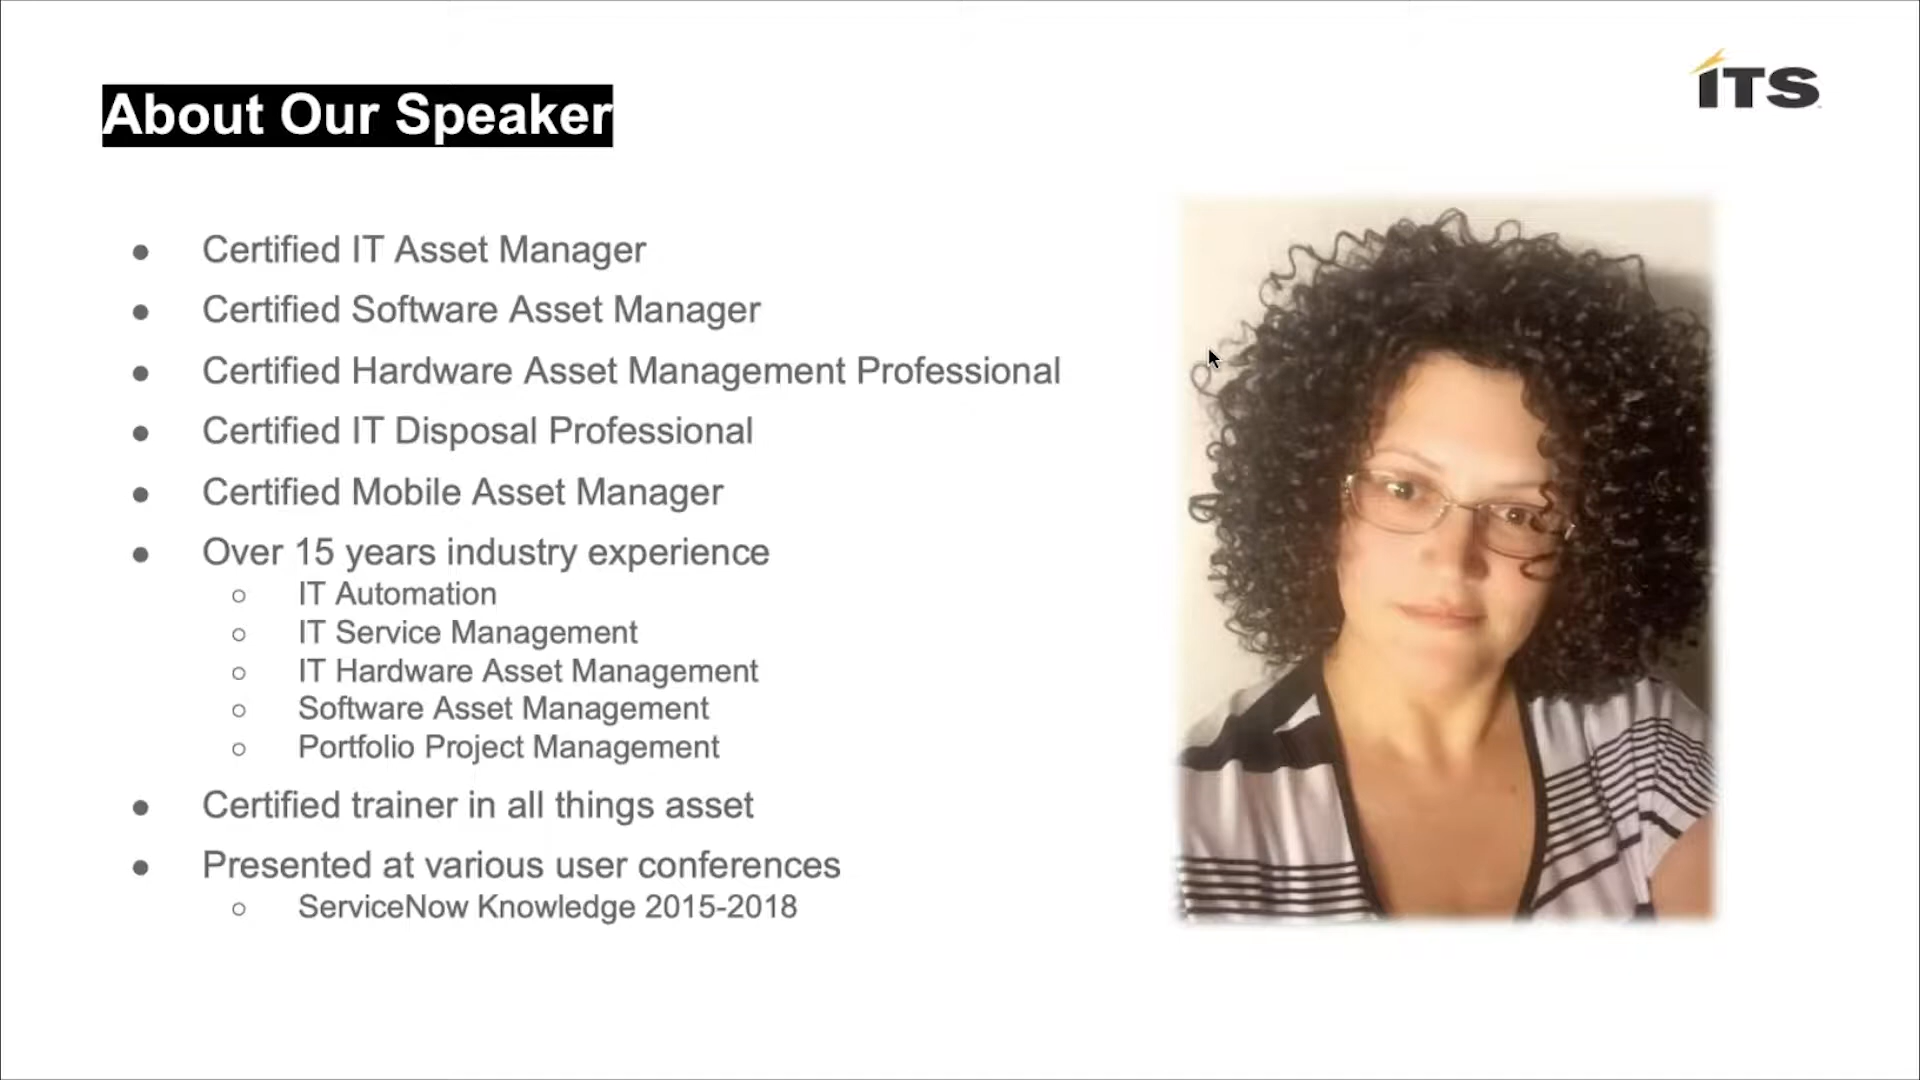 ITS
About Our Speaker
● Certified IT Asset Manager
● Certified Software Asset Manager
● Certified Hardware Asset Management Professional
● Certified IT Disposal Professional
● Certified Mobile Asset Manager
● Over 15 years industry experience
○ IT Automation
○ IT Service Management
○ IT Hardware Asset Management
○ Software Asset Management
○ Portfolio Project Management
● Certified trainer in all things asset
● Presented at various user conferences
○ ServiceNow Knowledge 2015-2018